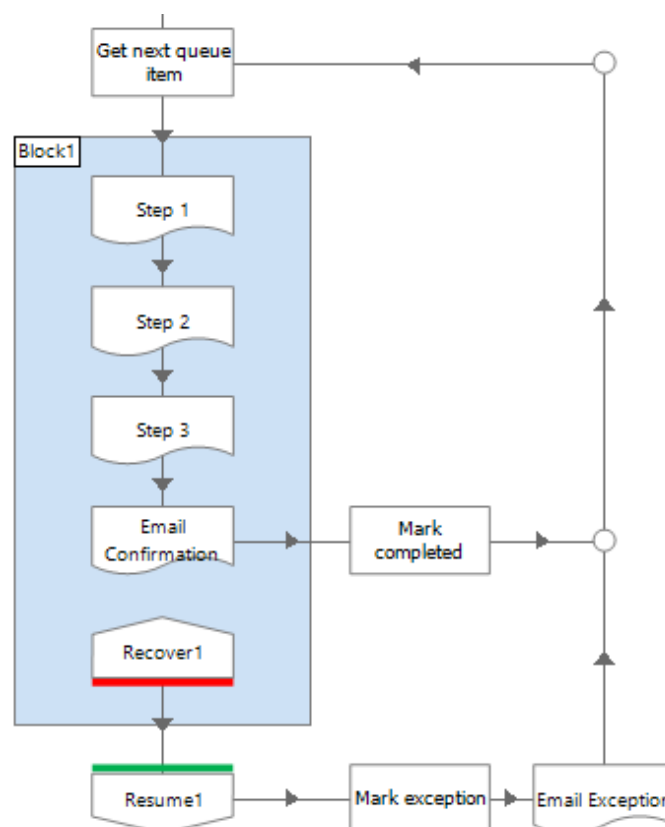 Get next queue
item
Block1
Step 1
Step 2
Step 3
Email
Confirmation
Mark
completed
Recover1
Resume1
Mark exception
Email Exception